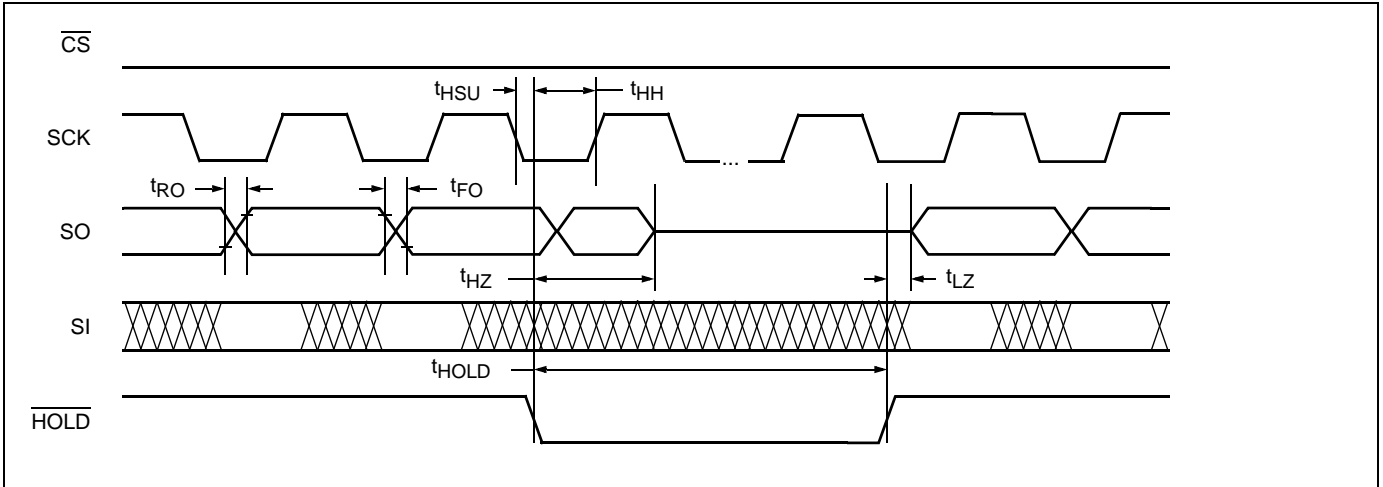 CS
tHSU
tHH
SCK
...
tRO
tFO
SO
tHZ
tLZ
SI
tHOLD
HOLD